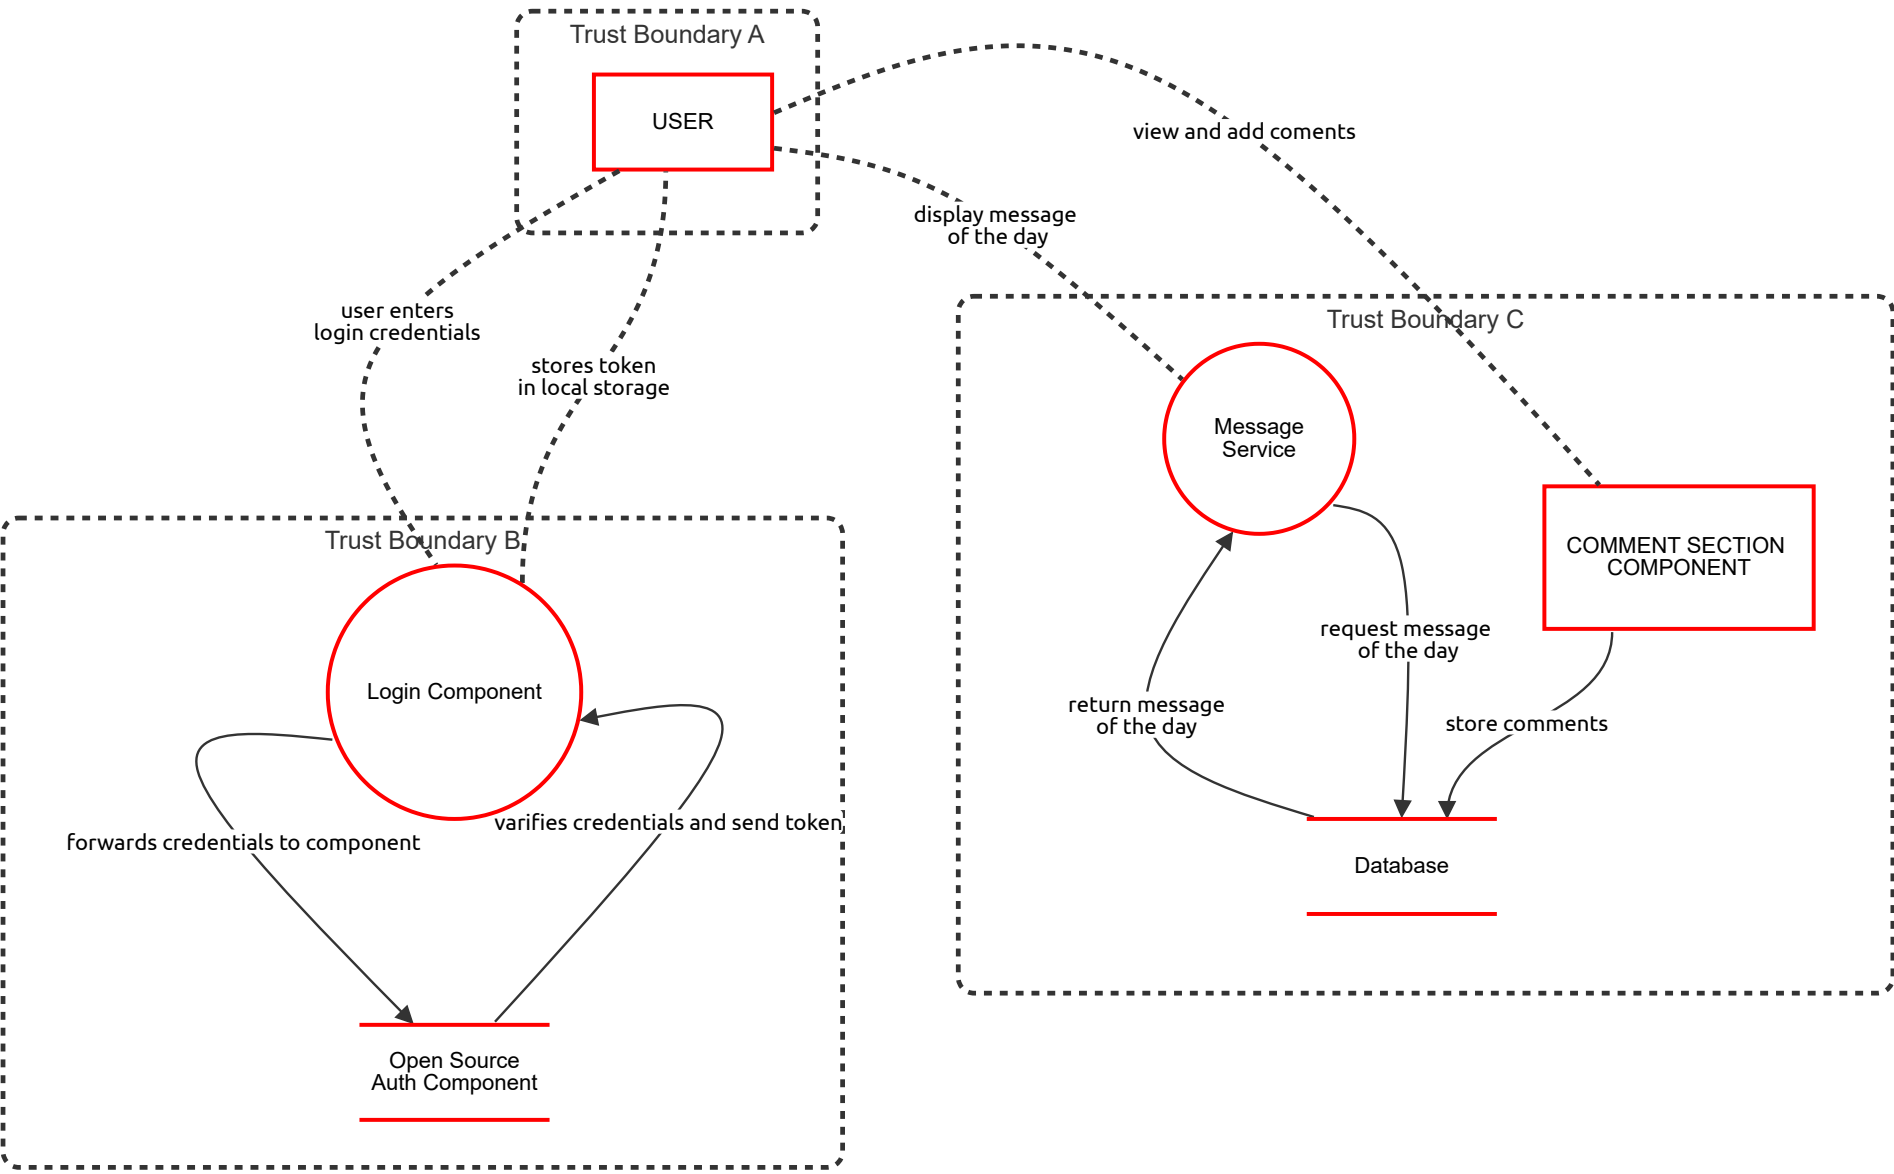 Trust Boundary A
USER
view and add coments
display message
of the day
user enters
login credentials
Trust Boundary C
stores token
in local storage
Message
Service
Trust Boundary B
COMMENT SECTION
COMPONENT
request message
of the day
Login Component
return message
of the day
store comments
varifies credentials and send token
forwards credentials to component
Database
Open Source
Auth Component